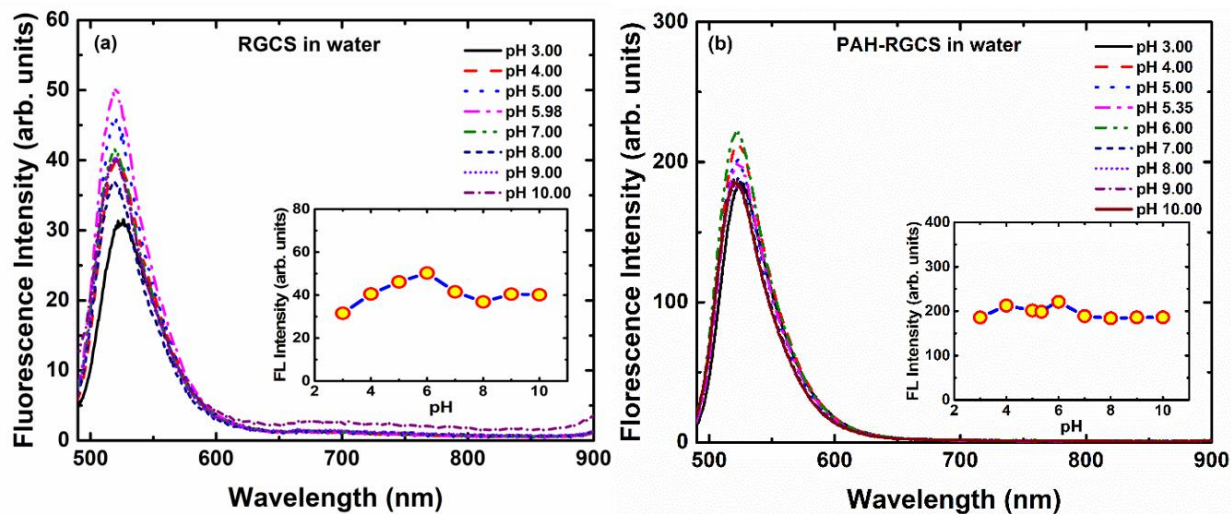 (a)
RGCS in water
pH 3.00
pH 4.00
pH 5.00
pH 5.98
pH 7.00
pH 8.00
pH 9.00
pH 10.00
Fluorescence Intensity (arb. units)
60
50
40
30
20
10
0
500
600
700
800
900
Wavelength (nm)
FL Intensity (arb. units)
80
60
40
20
0
2
4
6
8
10
pH
(b)
PAH-RGCS in water
pH 3.00
pH 4.00
pH 5.00
pH 5.35
pH 6.00
pH 7.00
pH 8.00
pH 9.00
pH 10.00
Florescence Intensity (arb. units)
300
200
100
0
500
600
700
800
900
Wavelength (nm)
FL Intensity (arb. units)
400
300
200
100
0
2
4
6
8
10
pH